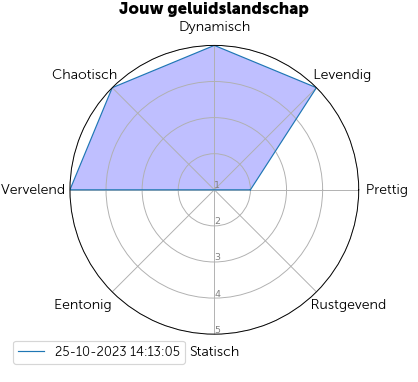 Jouw geluidslandschap
Dynamisch
Chaotisch
Levendig
Vervelend
1
Prettig
2
3
4
Eentonig
Rustgevend
5
25-10-2023 14:13:05
Statisch